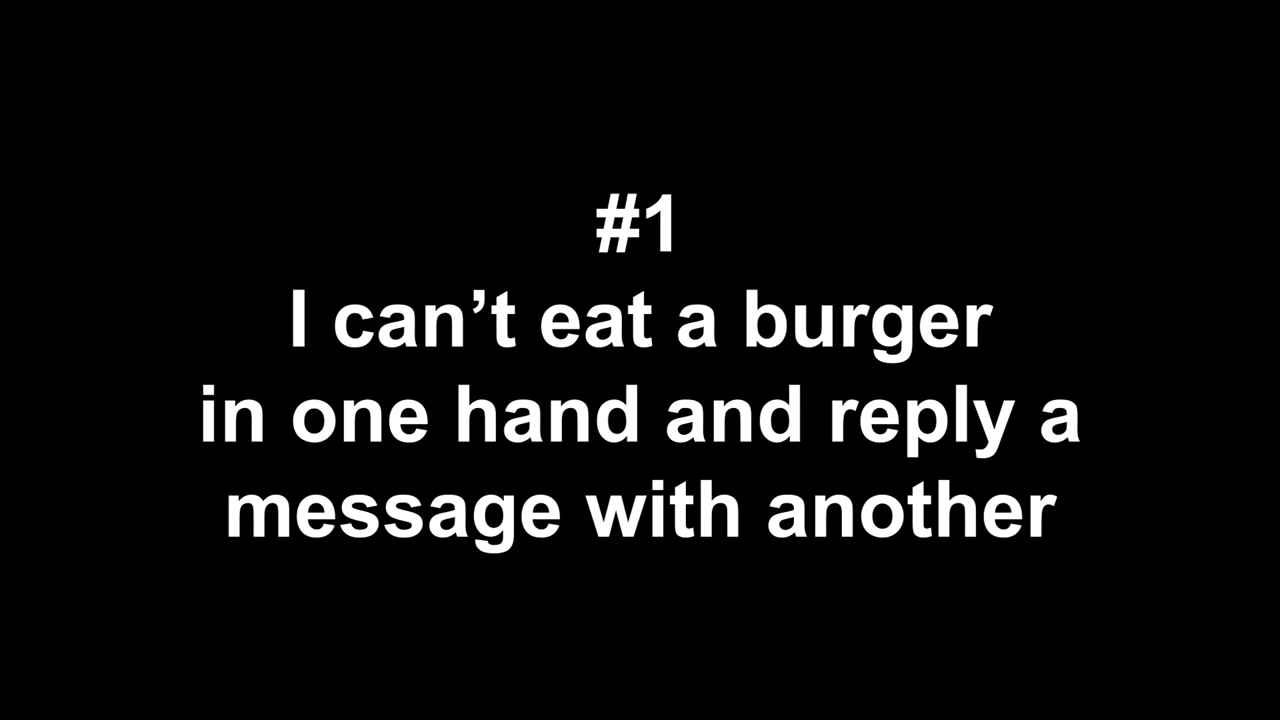 #1
I can’t eat a burger
in one hand and reply a
message with another